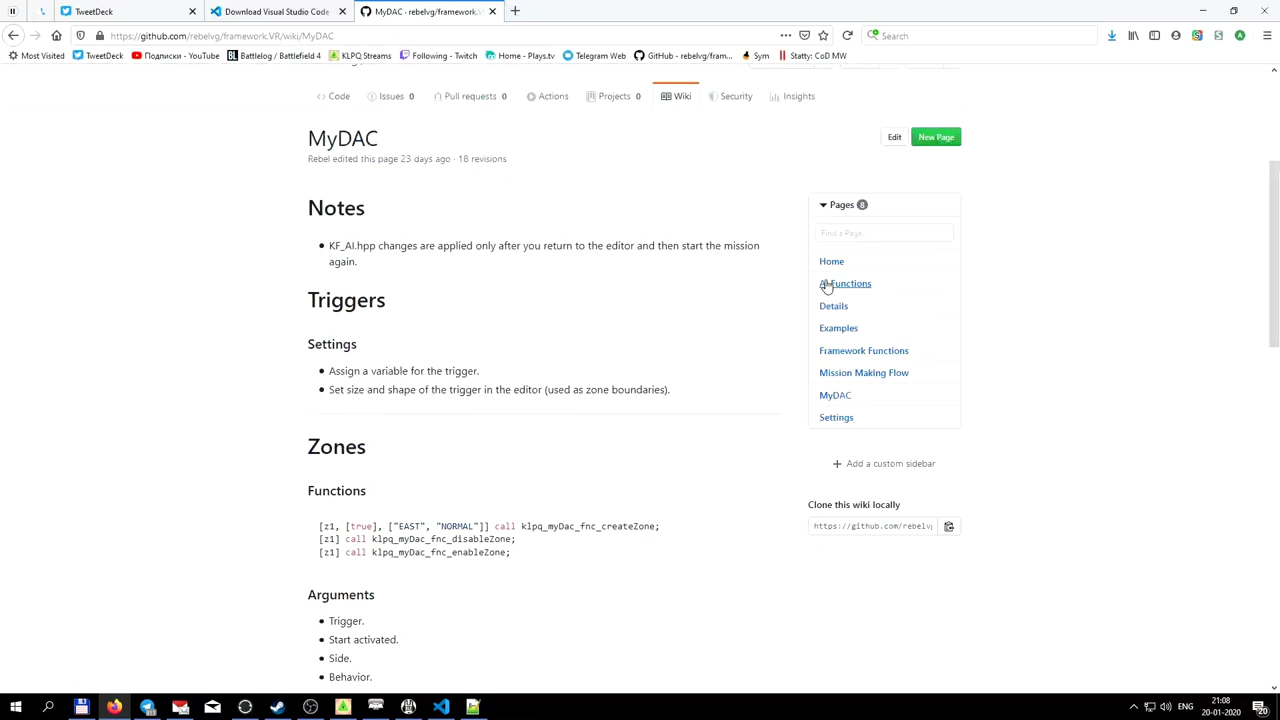 TweetDeck
Download Visual Studio Code
MyDAC · rebelvg/framework.V
https://github.com/rebelvg/framework.VR/wiki/MyDAC
Search
Most Visited
TweetDeck
Подписки - YouTube
Battlelog / Battlefield 4
KLPQ Streams
Following - Twitch
Home - Plays.tv
Telegram Web
GitHub - rebelvg/fram...
Sym
Statty: CoD MW
Code
Issues 0
Pull requests 0
Actions
Projects 0
Wiki
Security
Insights
MyDAC
Edit
New Page
Rebel edited this page 23 days ago · 18 revisions
Notes
KF_AI.hpp changes are applied only after you return to the editor and then start the mission
again.
Triggers
Settings
Assign a variable for the trigger.
Set size and shape of the trigger in the editor (used as zone boundaries).
Zones
Functions
[z1, [true], ["EAST", "NORMAL"]] call klpq_myDac_fnc_createZone;
[z1] call klpq_myDac_fnc_disableZone;
[z1] call klpq_myDac_fnc_enableZone;
Arguments
Trigger.
Start activated.
Side.
Behavior.
Pages 8
Find a Page...
Home
AI Functions
Details
Examples
Framework Functions
Mission Making Flow
MyDAC
Settings
Add a custom sidebar
Clone this wiki locally
https://github.com/rebelvg
ENG
21:08
20-01-2020
20